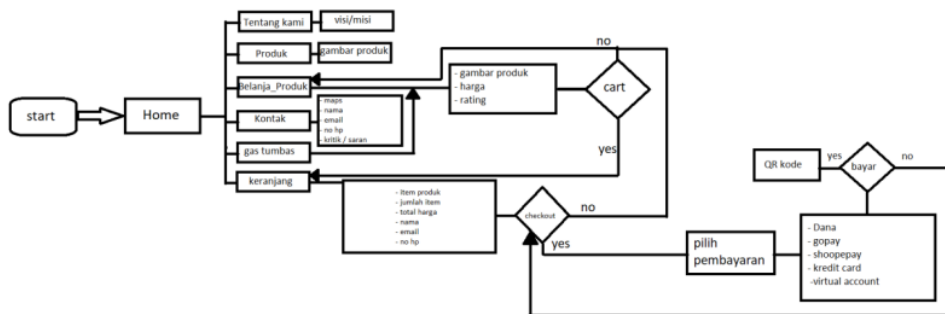 start
Home
Tentang kami
visi/misi
Produk
gambar produk
Belanja_Produk
Kontak
- maps
- nama
- email
- no hp
- kritik / saran
gas tumbas
keranjang
- gambar produk
- harga
- rating
cart
no
yes
- item produk
- jumlah item
- total harga
- nama
- email
- no hp
checkout
no
yes
pilih
pembayaran
- Dana
- gopay
- shoopepay
- kredit card
-virtual account
bayar
yes
no
QR kode